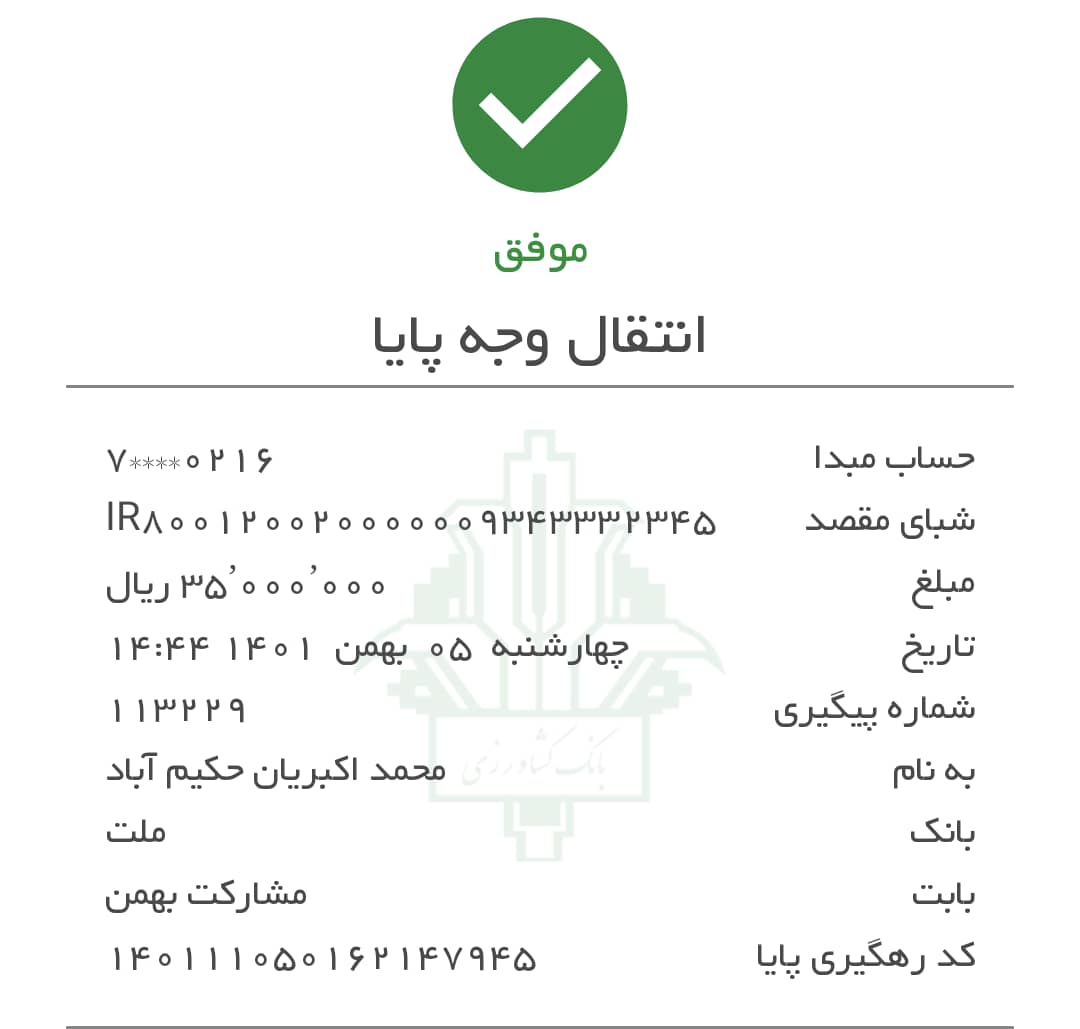 موفق
انتقال وجه پایا
حساب مبدا ۷****۰۲۱۶
شبای مقصد IR۸۰۰۱۲۰۰۲۰۰۰۰۰۰۹۳۴۳۳۳۲۳۴۵
مبلغ ۳۵٬۰۰۰٬۰۰۰ ریال
تاریخ چهارشنبه ۰۵ بهمن ۱۴۰۱ ۱۴:۴۴
شماره پیگیری ۱۱۳۲۲۹
به نام محمد اکبریان حکیم آباد
بانک ملت
بابت مشارکت بهمن
کد رهگیری پایا ۱۴۰۱۱۱۰۵۰۱۶۲۱۴۷۹۴۵
بانک کشاورزی